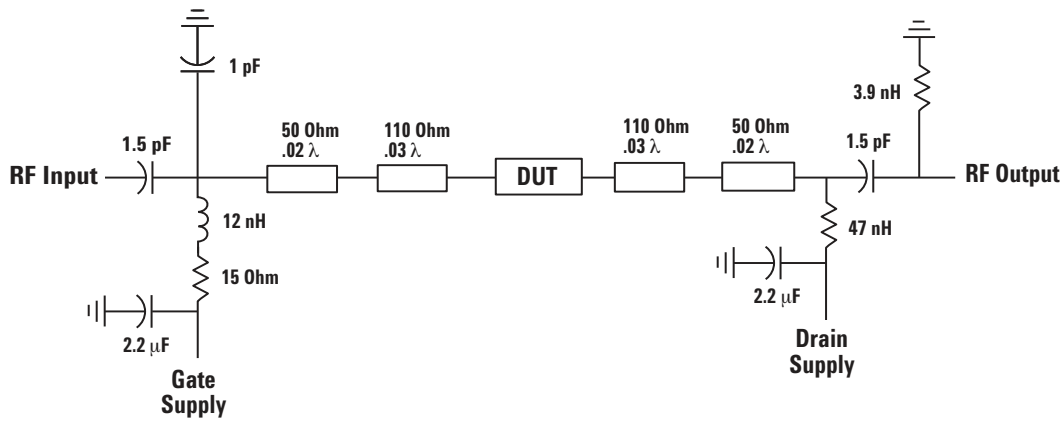 1 pF
3.9 nH
50 Ohm
.02 λ
110 Ohm
.03 λ
110 Ohm
.03 λ
50 Ohm
.02 λ
1.5 pF
1.5 pF
RF Input
DUT
RF Output
12 nH
47 nH
15 Ohm
2.2 μF
2.2 μF
Drain
Supply
Gate
Supply